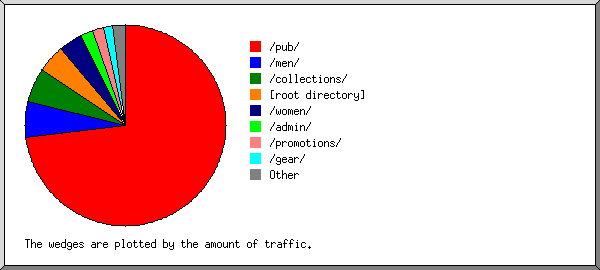 /pub/
/men/
/collections/
[root directory]
/women/
/admin/
/promotions/
/gear/
Other
The wedges are plotted by the amount of traffic.